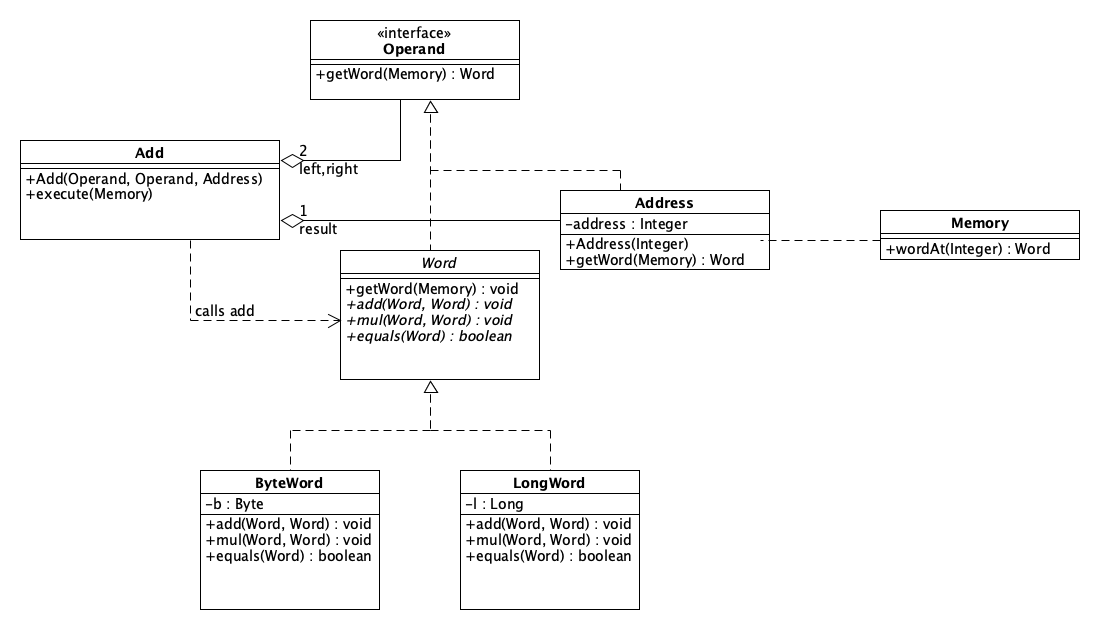 «interface»
Operand
+getWord(Memory) : Word
Add
+Add(Operand, Operand, Address)
+execute(Memory)
2
left,right
1
result
Address
-address : Integer
+Address(Integer)
+getWord(Memory) : Word
Memory
+wordAt(Integer) : Word
Word
+getWord(Memory) : void
+add(Word, Word) : void
+mul(Word, Word) : void
+equals(Word) : boolean
calls add
ByteWord
-b : Byte
+add(Word, Word) : void
+mul(Word, Word) : void
+equals(Word) : boolean
LongWord
-l : Long
+add(Word, Word) : void
+mul(Word, Word) : void
+equals(Word) : boolean